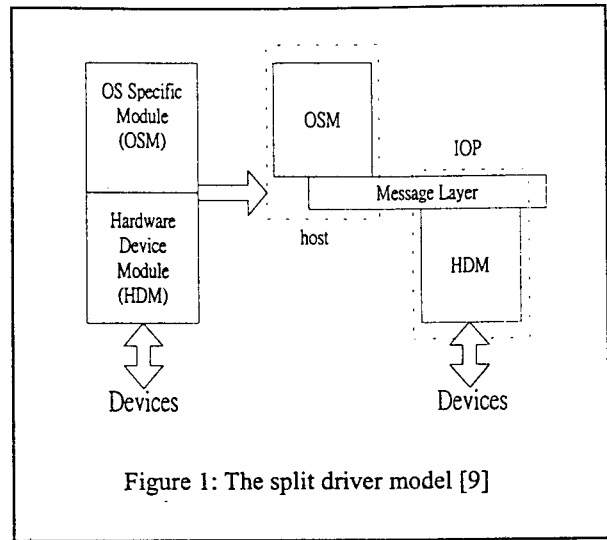 OS Specific
Module
(OSM)
Hardware
Device
Module
(HDM)
Devices
OSM
IOP
Message Layer
host
HDM
Devices
Figure 1: The split driver model [9]